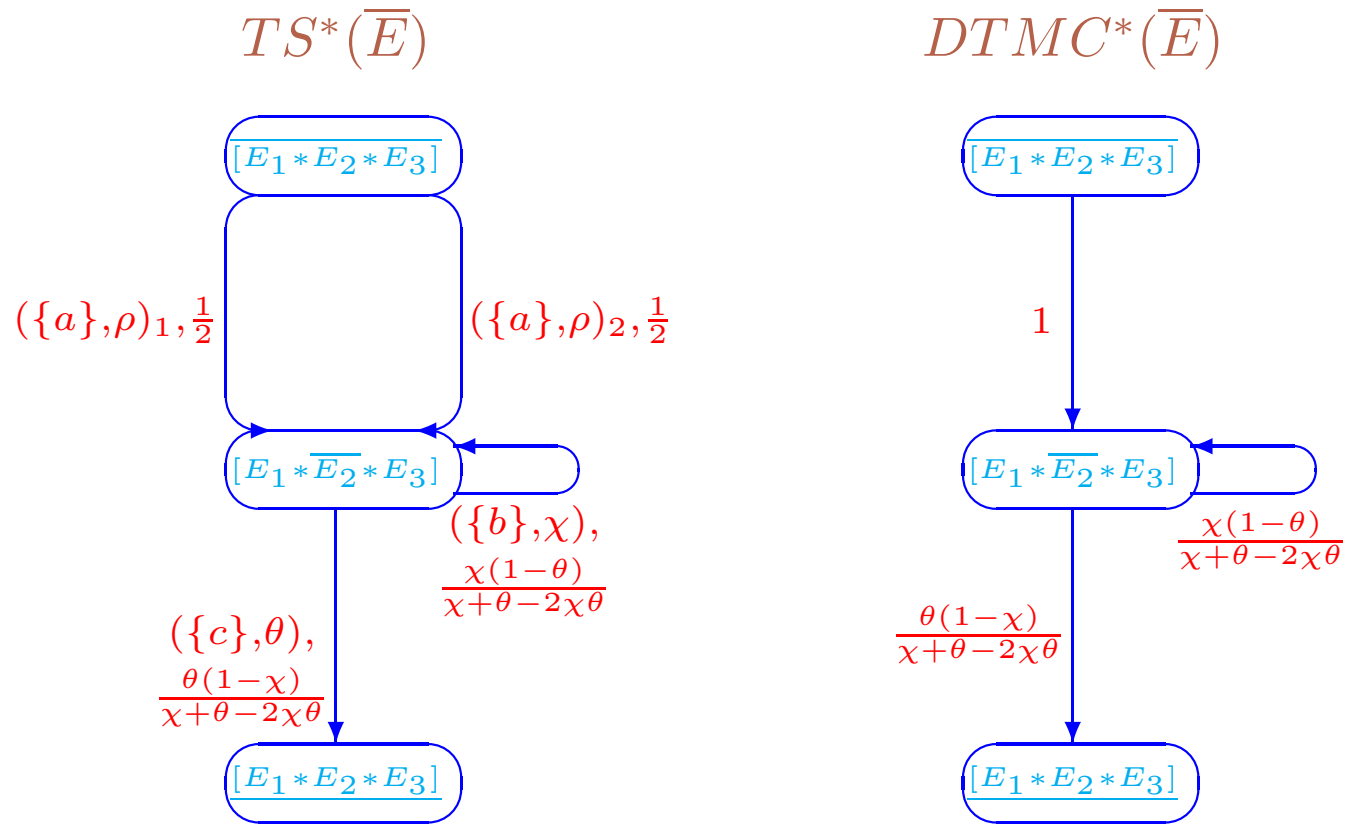 TS*(E̅)
DTMC*(E̅)
[E₁∗E₂∗E₃]
[E₁∗E₂∗E₃]
({a},ρ)₁,1/2
({a},ρ)₂,1/2
1
[E₁∗E̅₂∗E₃]
[E₁∗E̅₂∗E₃]
({b},χ),
χ(1−θ)/χ+θ−2χθ
χ(1−θ)/χ+θ−2χθ
({c},θ),
θ(1−χ)/χ+θ−2χθ
θ(1−χ)/χ+θ−2χθ
[E₁∗E₂∗E₃]
[E₁∗E₂∗E₃]